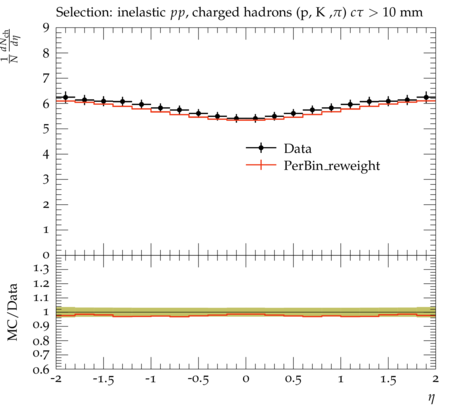 Selection: inelastic pp, charged hadrons (p, K ,π) cτ > 10 mm
1/N dN_ch/dη
9
8
7
6
5
4
3
2
1
0
Data
PerBin_reweight
MC/Data
1.3
1.2
1.1
1
0.9
0.8
0.7
0.6
-2 -1.5 -1 -0.5 0 0.5 1 1.5 2
η